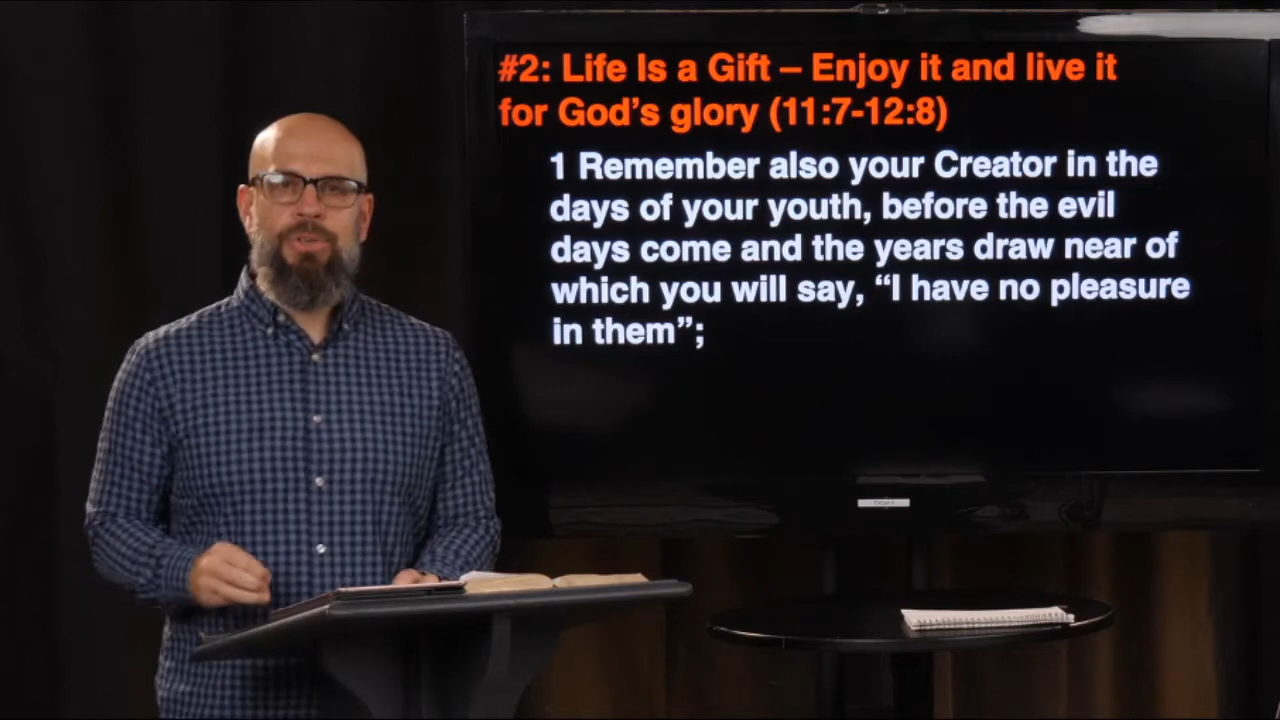 #2: Life Is a Gift – Enjoy it and live it
for God’s glory (11:7-12:8)
1 Remember also your Creator in the
days of your youth, before the evil
days come and the years draw near of
which you will say, “I have no pleasure
in them”;